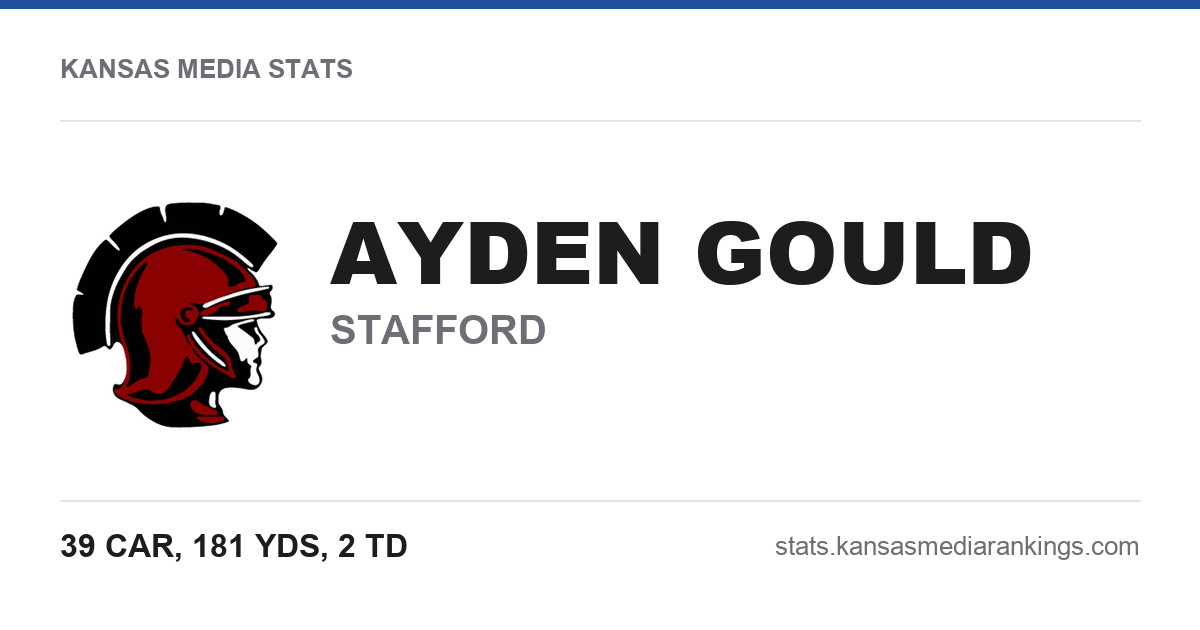 KANSAS MEDIA STATS
AYDEN GOULD
STAFFORD
39 CAR, 181 YDS, 2 TD
stats.kansasmediarankings.com